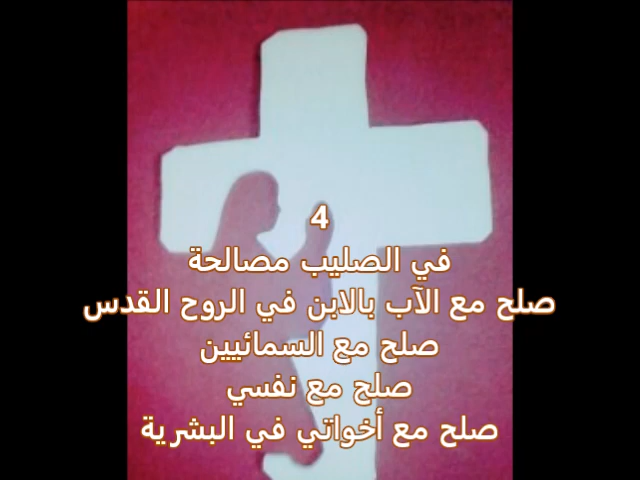 4
في الصليب مصالحة
صلح مع الآب بالابن في الروح القدس
صلح مع السمائيين
صلح مع نفسي
صلح مع أخواتي في البشرية